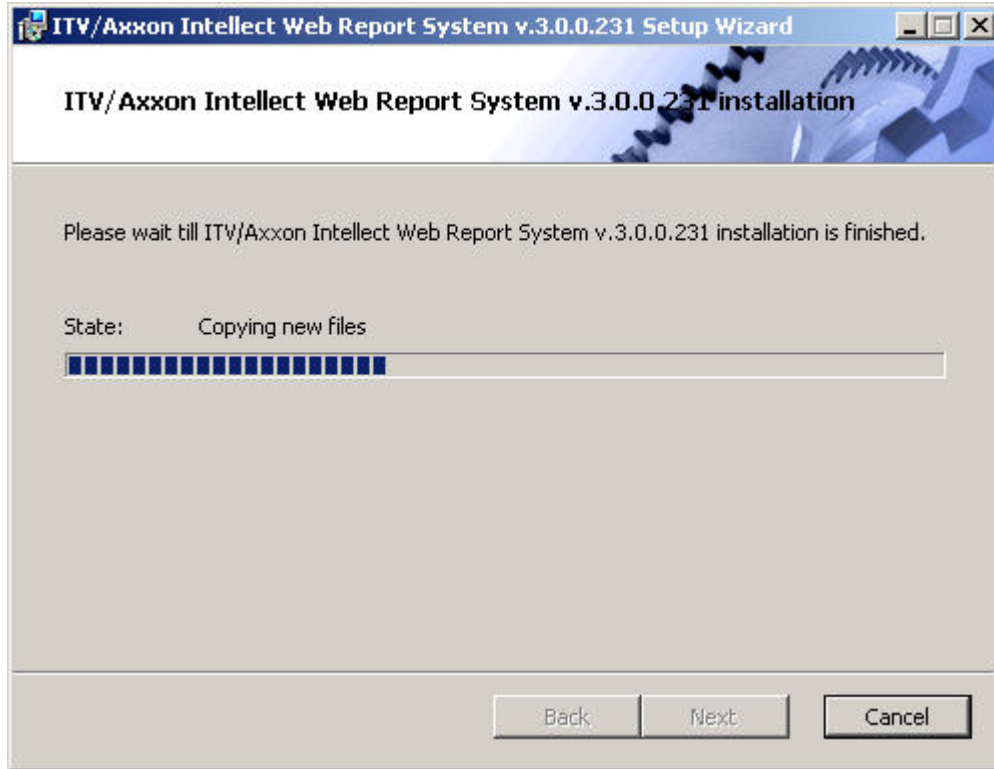 ITV/Axxon Intellect Web Report System v.3.0.0.231 Setup Wizard
ITV/Axxon Intellect Web Report System v.3.0.0.231 installation
Please wait till ITV/Axxon Intellect Web Report System v.3.0.0.231 installation is finished.
State: Copying new files
Back Next Cancel